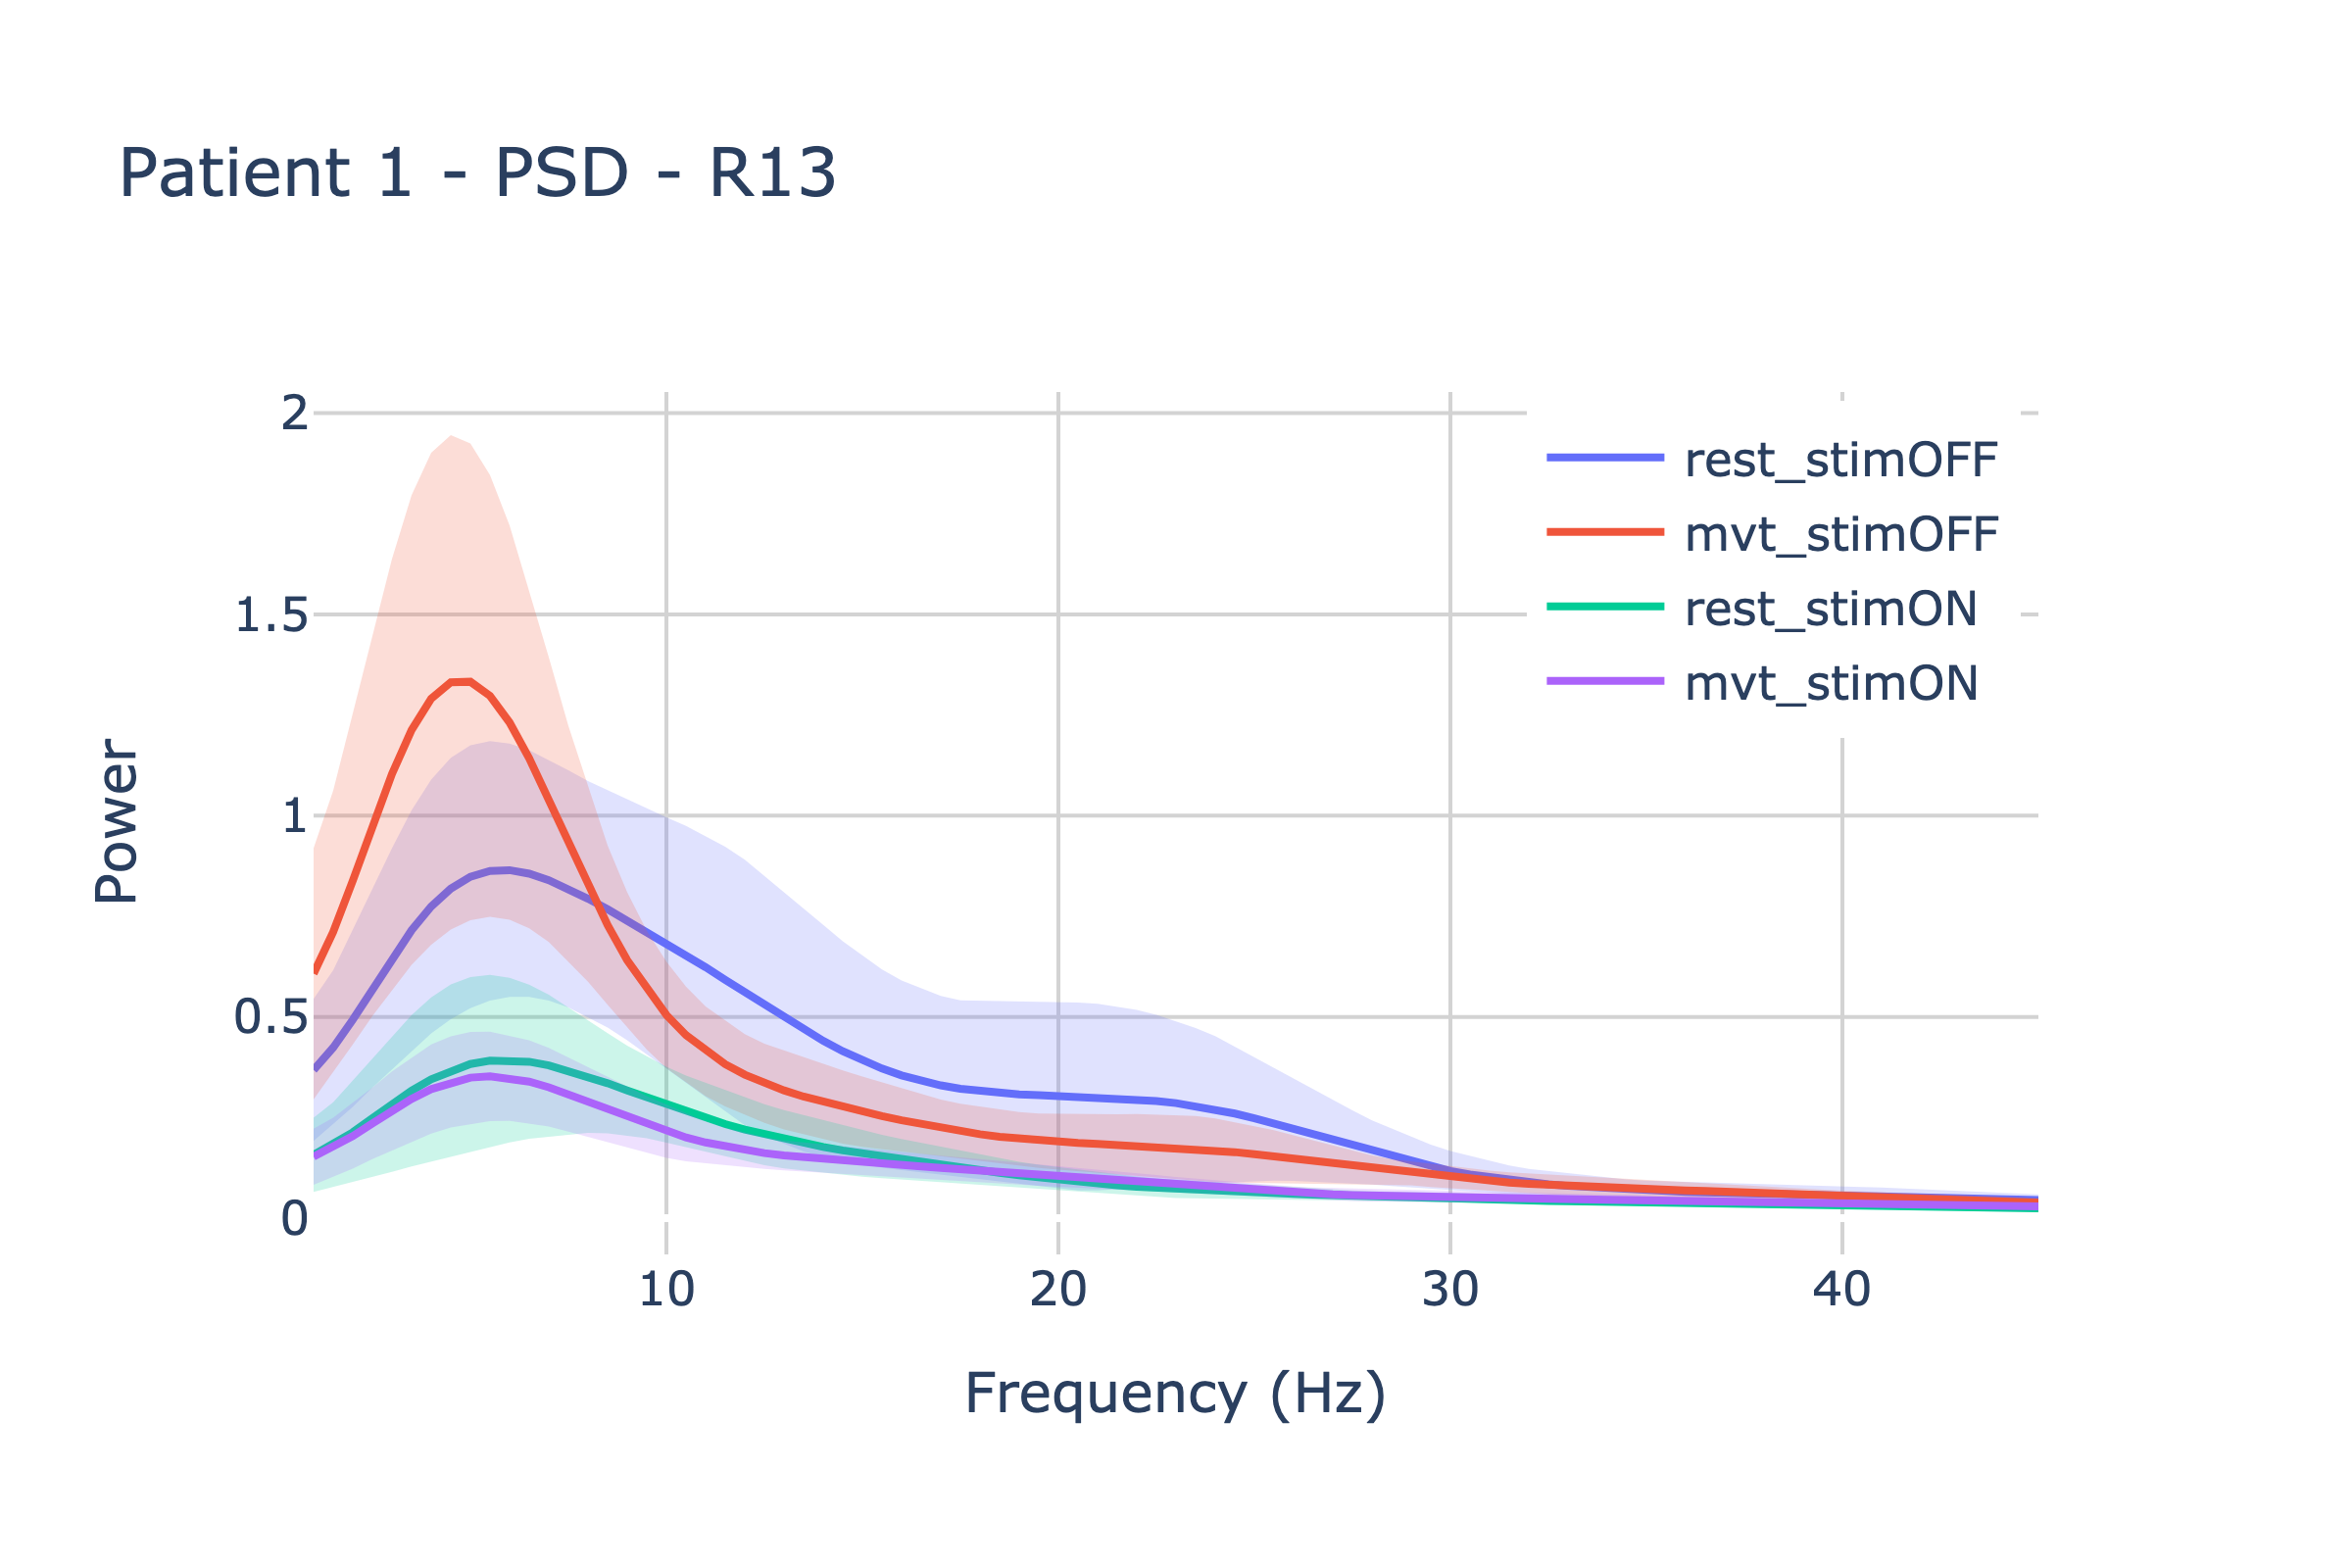 Patient 1 - PSD - R13
2
1.5
1
0.5
0
Power
rest_stimOFF
mvt_stimOFF
rest_stimON
mvt_stimON
10 20 30 40
Frequency (Hz)